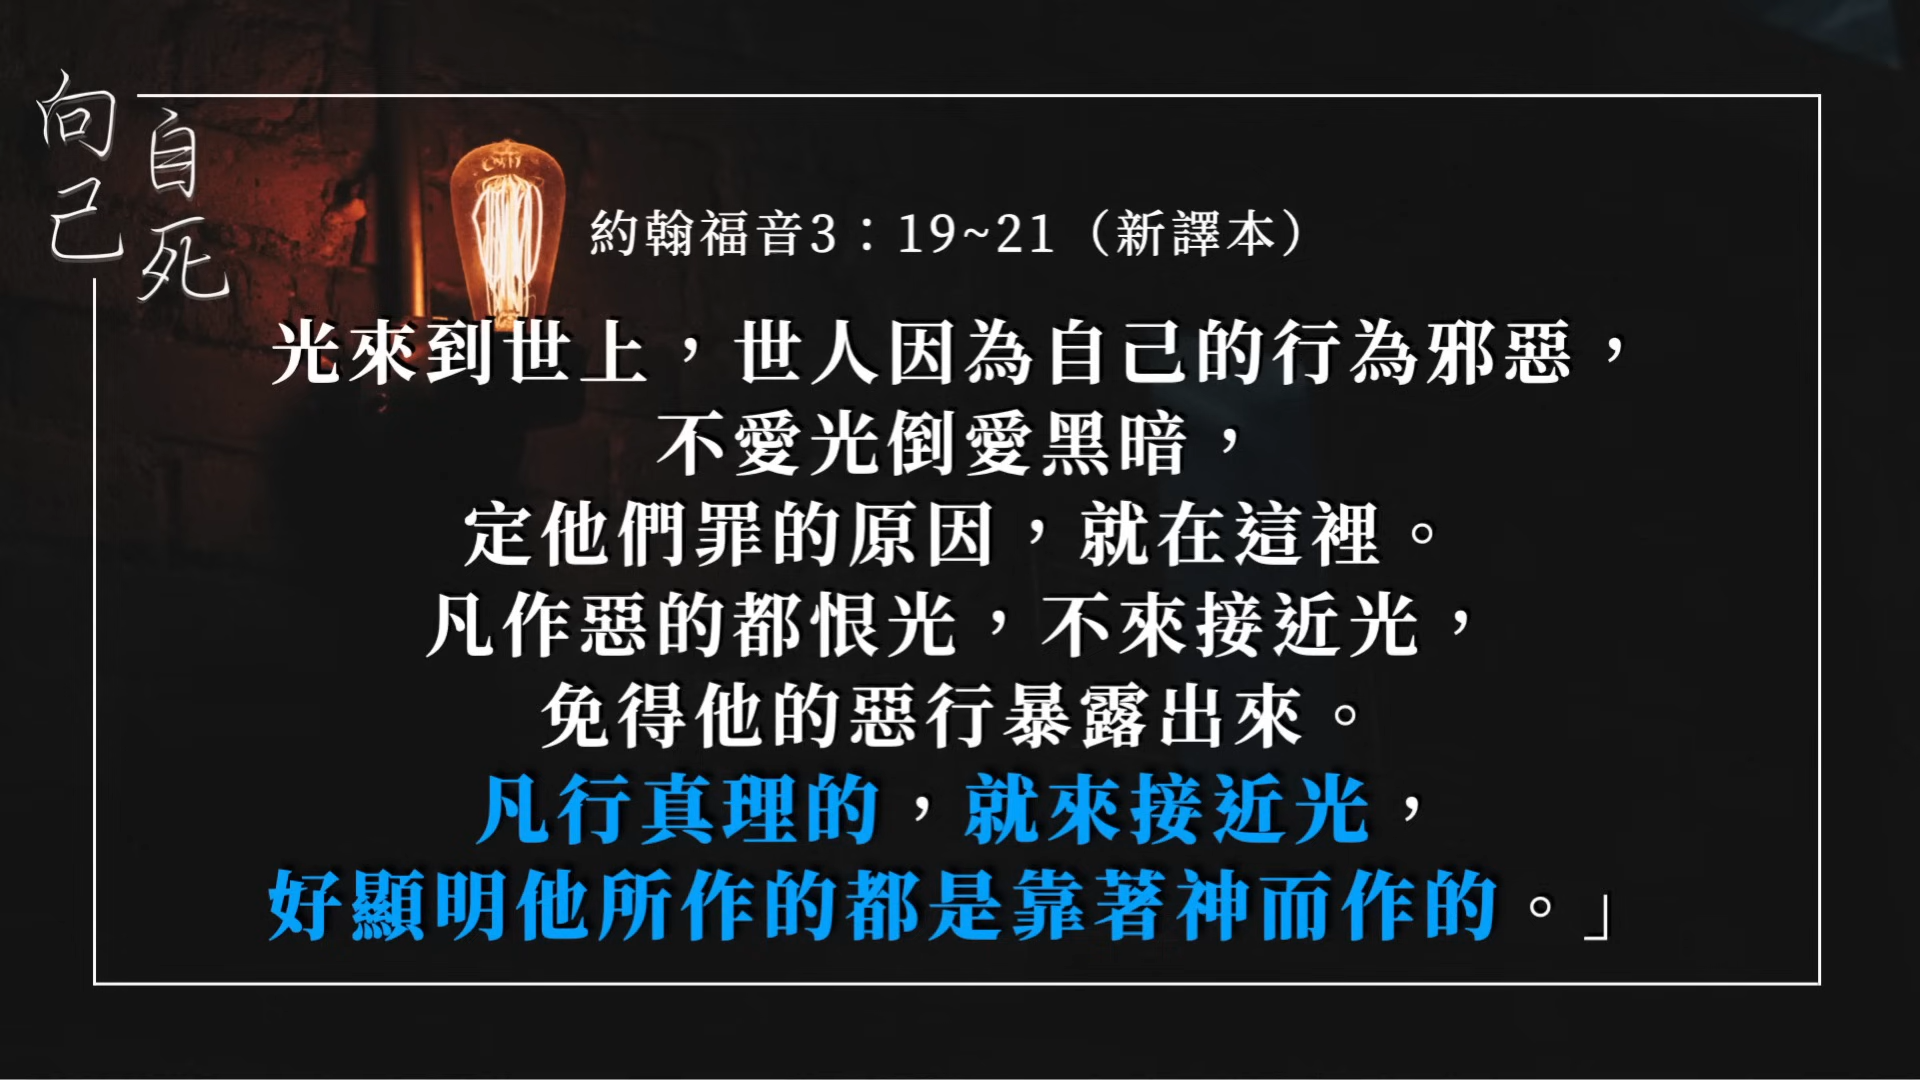 向自己死
約翰福音3：19~21（新譯本）
光來到世上，世人因為自己的行為邪惡，
不愛光倒愛黑暗，
定他們罪的原因，就在這裡。
凡作惡的都恨光，不來接近光，
免得他的惡行暴露出來。
凡行真理的，就來接近光，
好顯明他所作的都是靠著神而作的。」